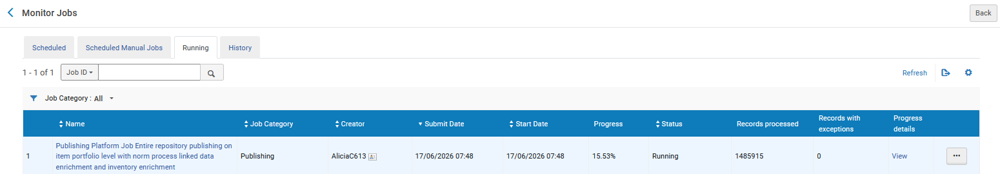 Monitor Jobs
Back
Scheduled
Scheduled Manual Jobs
Running
History
1 - 1 of 1
Job ID
Refresh
Job Category : All
Name
Job Category
Creator
Submit Date
Start Date
Progress
Status
Records processed
Records with
exceptions
Progress
details
1
Publishing Platform Job Entire repository publishing on
item portfolio level with norm process linked data
enrichment and inventory enrichment
Publishing
AliciaC613
17/06/2026 07:48
17/06/2026 07:48
15.53%
Running
1485915
0
View